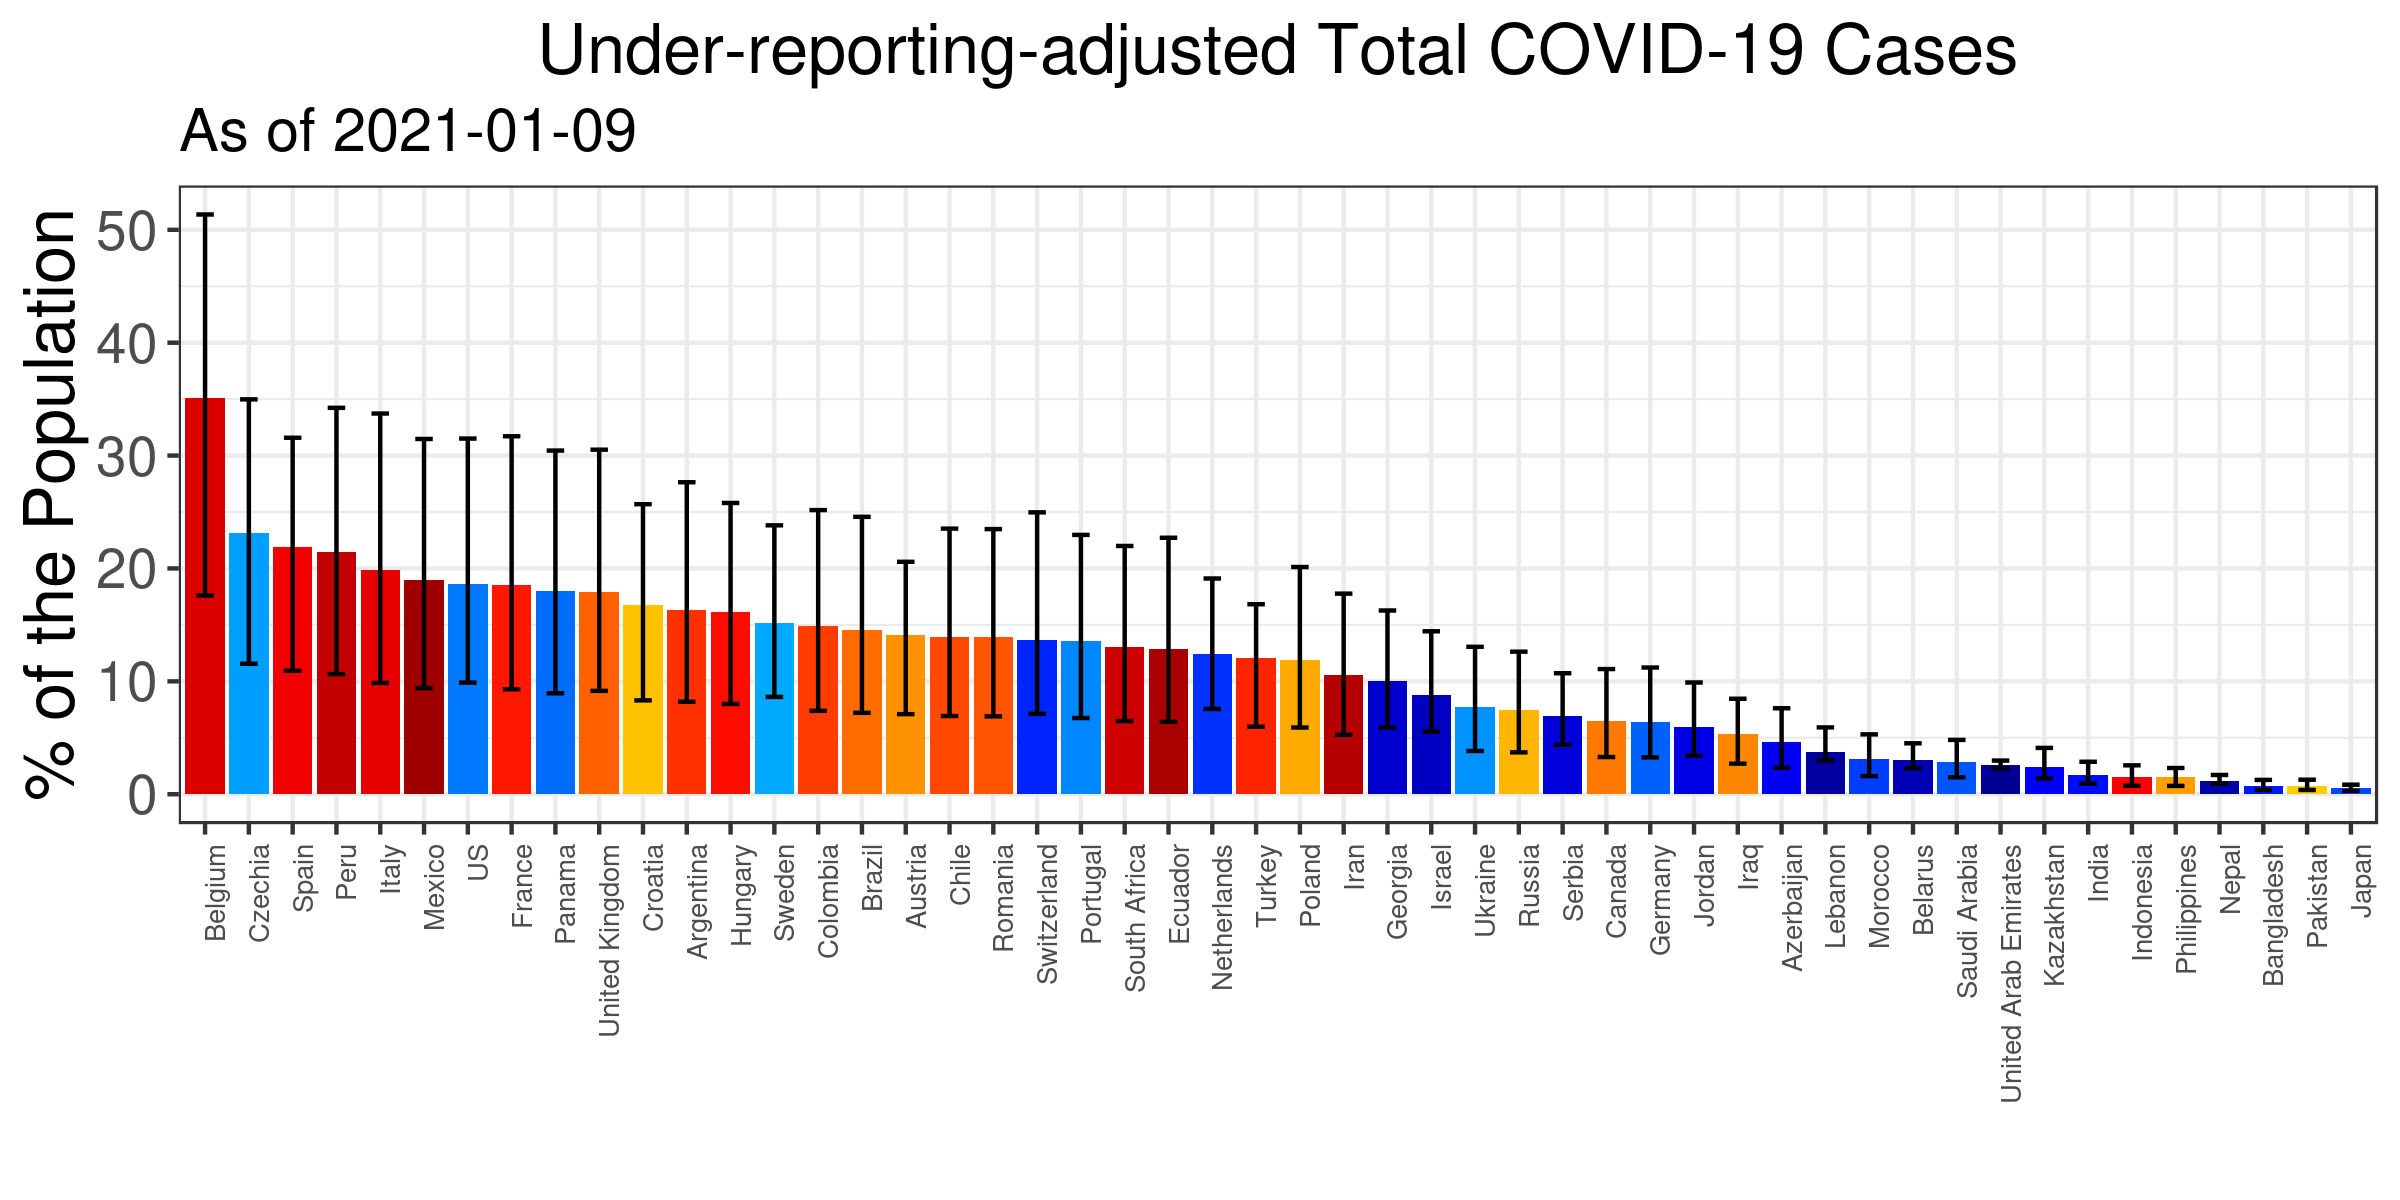 Under-reporting-adjusted Total COVID-19 Cases
As of 2021-01-09
% of the Population
50
40
30
20
10
0
Belgium
Czechia
Spain
Peru
Italy
Mexico
US
France
Panama
United Kingdom
Croatia
Argentina
Hungary
Sweden
Colombia
Brazil
Austria
Chile
Romania
Switzerland
Portugal
South Africa
Ecuador
Netherlands
Turkey
Poland
Iran
Georgia
Israel
Ukraine
Russia
Serbia
Canada
Germany
Jordan
Iraq
Azerbaijan
Lebanon
Morocco
Belarus
Saudi Arabia
United Arab Emirates
Kazakhstan
India
Indonesia
Philippines
Nepal
Bangladesh
Pakistan
Japan